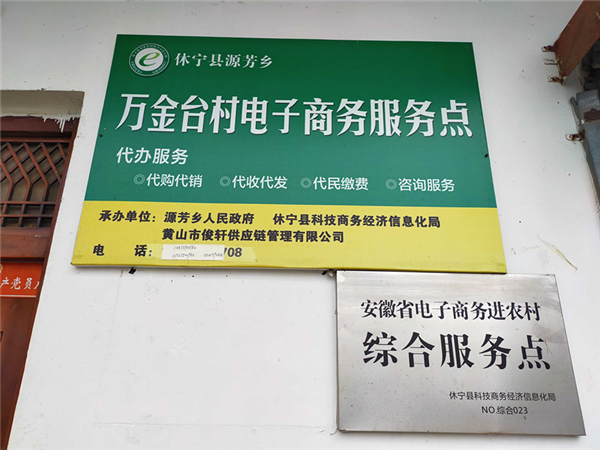 休宁县源芳乡
万金台村电子商务服务点
代办服务
◎代购代销 ◎代收代发 ◎代民缴费 ◎咨询服务
承办单位：源芳乡人民政府 休宁县科技商务经济信息化局
黄山市俊轩供应链管理有限公司
电 话： /08
安徽省电子商务进农村
综合服务点
休宁县科技商务经济信息化局
NO.综合023
产党员